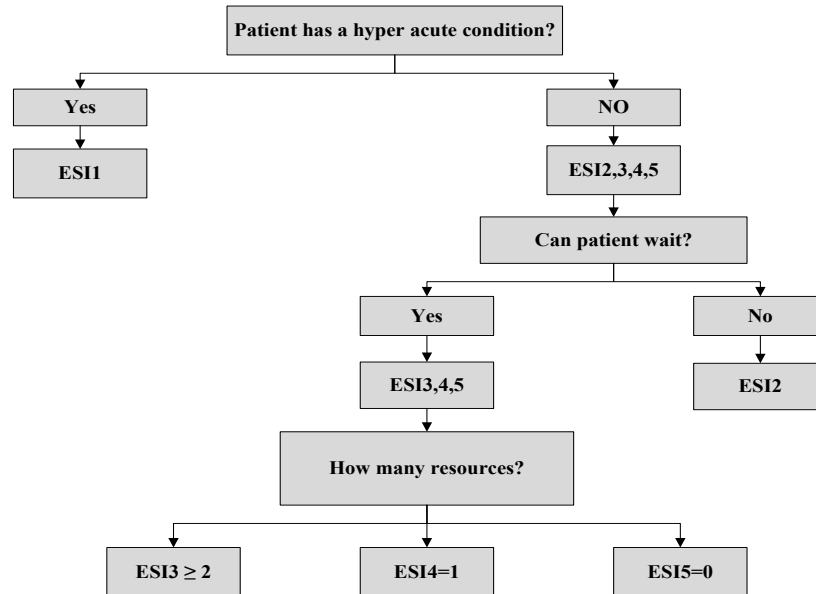 Patient has a hyper acute condition?
Yes
NO
ESI1
ESI2,3,4,5
Can patient wait?
Yes
No
ESI3,4,5
ESI2
How many resources?
ESI3 ≥ 2
ESI4=1
ESI5=0